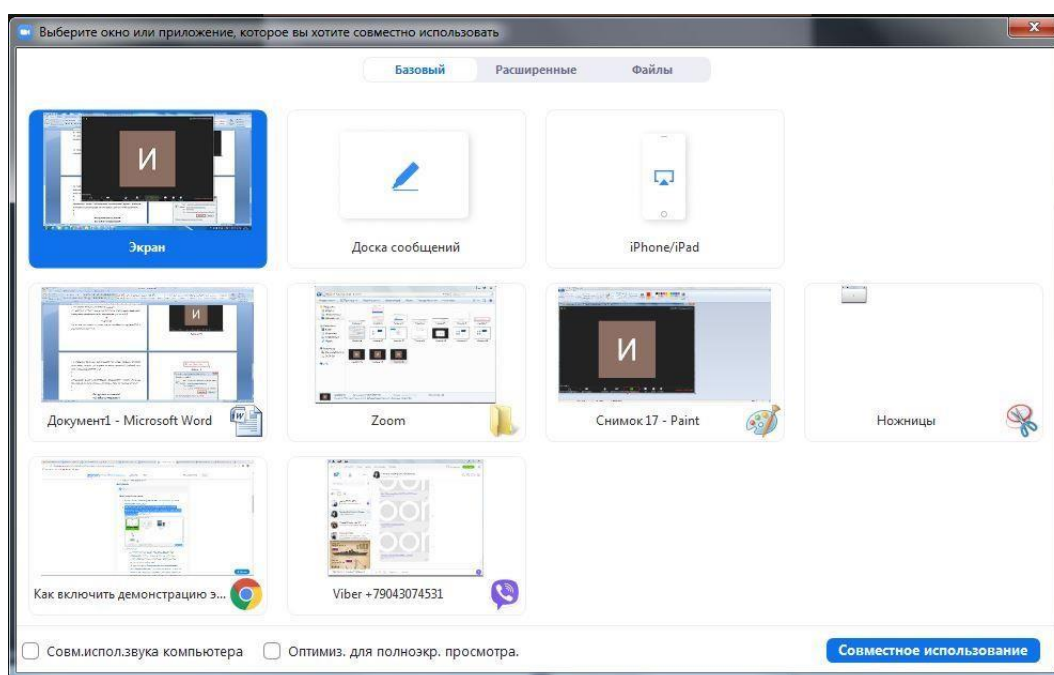 Выберите окно или приложение, которое вы хотите совместно использовать
Базовый Расширенные Файлы
И
Экран Доска сообщений iPhone/iPad
И
И
Документ1 - Microsoft Word Zoom Снимок 17 - Paint Ножницы
Как включить демонстрацию э... Viber +79043074531
Совм.испол.звука компьютера Оптимиз. для полноэкр. просмотра. Совместное использование